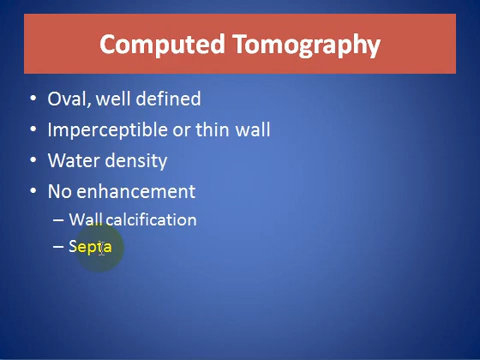 Computed Tomography
• Oval, well defined
• Imperceptible or thin wall
• Water density
• No enhancement
– Wall calcification
– Septa